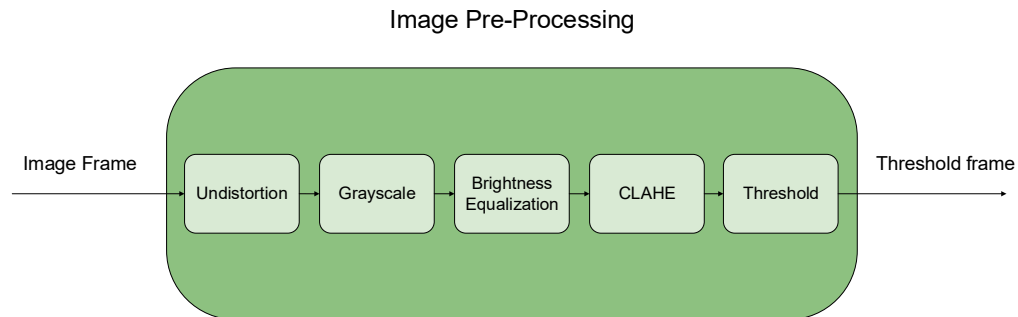 Image Pre-Processing
Image Frame
Undistortion
Grayscale
Brightness
Equalization
CLAHE
Threshold
Threshold frame